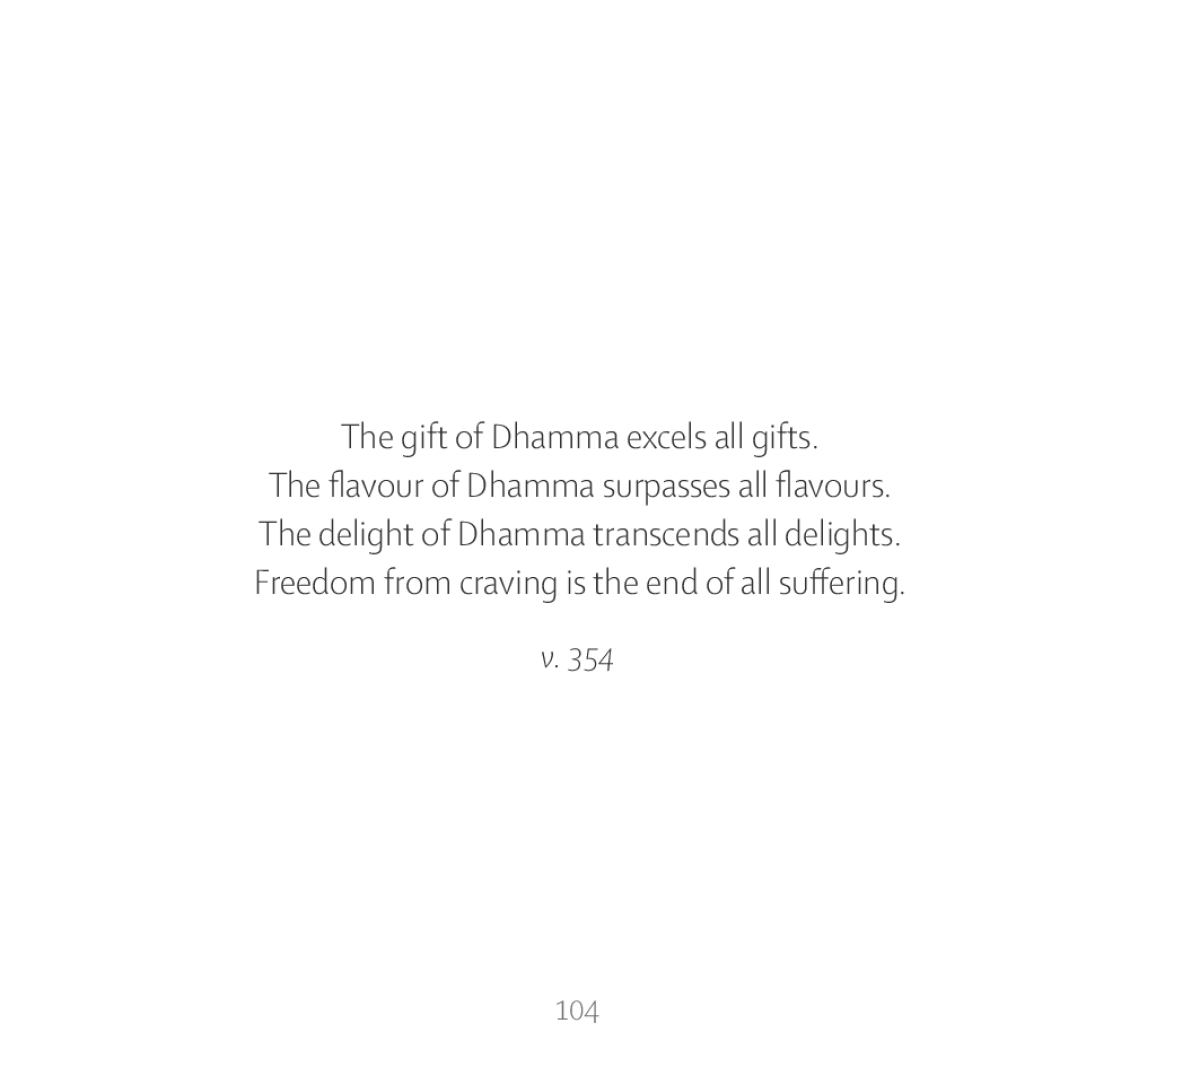 The gift of Dhamma excels all gifts.
The flavour of Dhamma surpasses all flavours.
The delight of Dhamma transcends all delights.
Freedom from craving is the end of all suffering.
v. 354
104